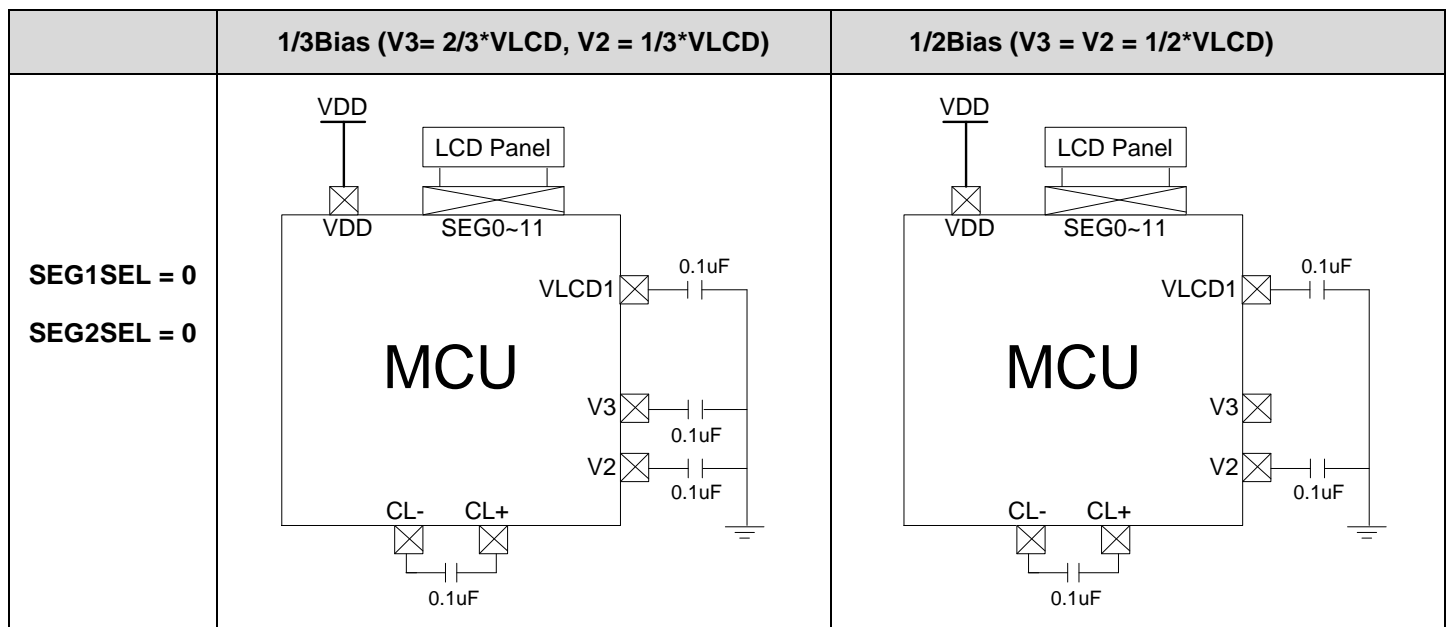 1/3Bias (V3= 2/3*VLCD, V2 = 1/3*VLCD)
1/2Bias (V3 = V2 = 1/2*VLCD)
SEG1SEL = 0
SEG2SEL = 0
VDD
LCD Panel
VDD
SEG0~11
VLCD1
0.1uF
MCU
V3
0.1uF
V2
0.1uF
CL-
CL+
0.1uF
VDD
LCD Panel
VDD
SEG0~11
VLCD1
0.1uF
MCU
V3
V2
0.1uF
CL-
CL+
0.1uF